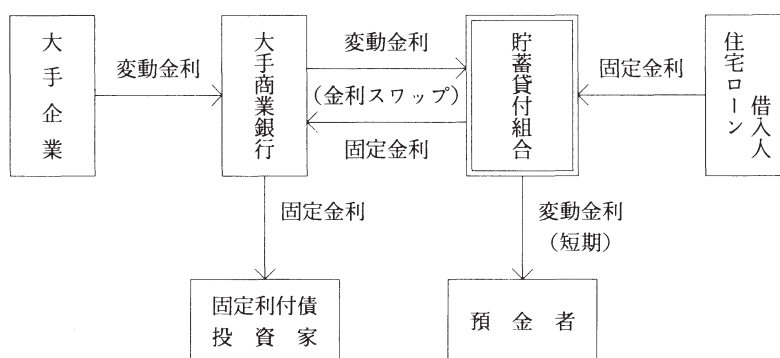 大手企業
変動金利
大手商業銀行
変動金利
(金利スワップ)
固定金利
貯蓄貸付組合
固定金利
住宅ローン
借入人
固定金利
変動金利
(短期)
固定利付債
投資家
預金者